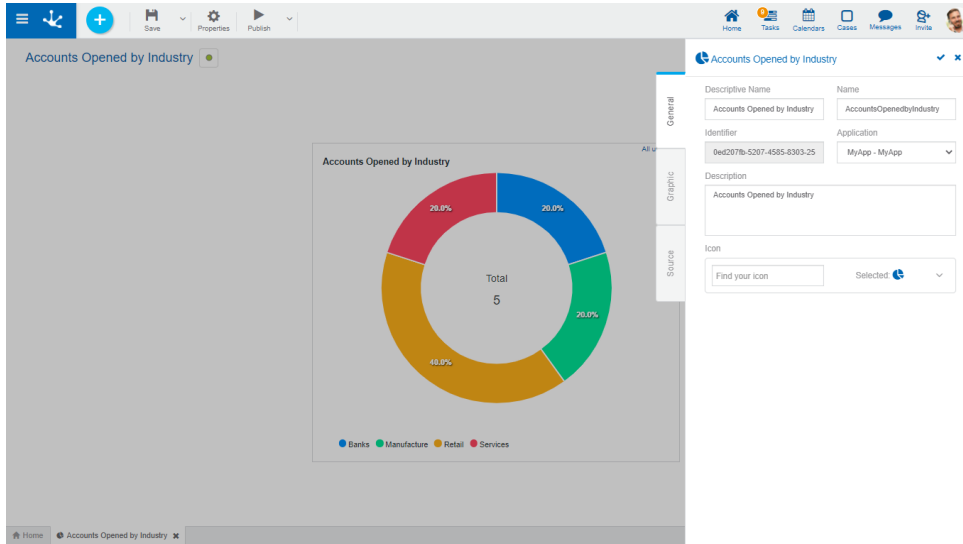 Save
Properties
Publish
Home
9
Tasks
Calendars
Cases
Messages
Invite
Accounts Opened by Industry
Accounts Opened by Industry
All u
Accounts Opened by Industry
20.0%
20.0%
20.0%
40.0%
Total
5
Banks Manufacture Retail Services
General
Graphic
Source
Descriptive Name Name
Accounts Opened by Industry AccountsOpenedbyIndustry
Identifier Application
0ed207fb-5207-4585-8303-25 MyApp - MyApp
Description
Accounts Opened by Industry
Icon
Find your icon Selected:
Home Accounts Opened by Industry